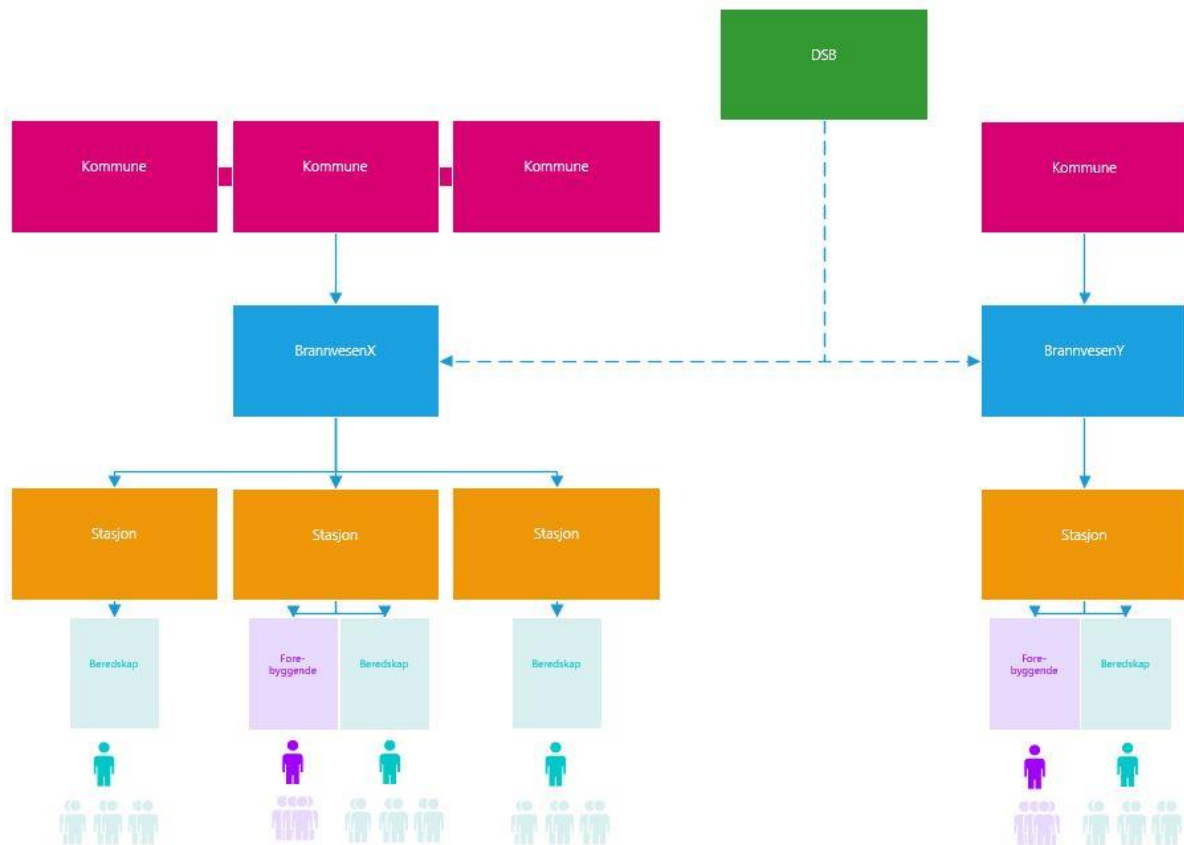 DSB
Kommune
Kommune
Kommune
Kommune
BrannvesenX
BrannvesenY
Stasjon
Stasjon
Stasjon
Stasjon
Beredskap
Fore-
byggende
Beredskap
Beredskap
Fore-
byggende
Beredskap